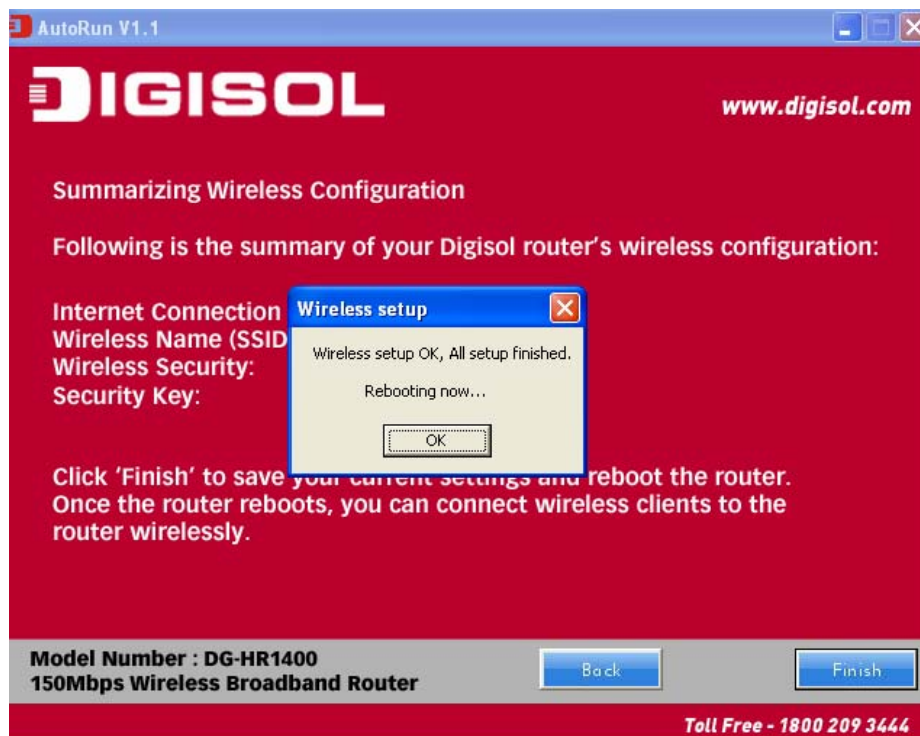 AutoRun V1.1
DIGISOL
www.digisol.com
Summarizing Wireless Configuration
Following is the summary of your Digisol router's wireless configuration:
Internet Connection
Wireless Name (SSID
Wireless Security:
Security Key:
Wireless setup
Wireless setup OK, All setup finished.
Rebooting now...
OK
Click 'Finish' to save your current settings and reboot the router.
Once the router reboots, you can connect wireless clients to the
router wirelessly.
Model Number : DG-HR1400
150Mbps Wireless Broadband Router
Back
Finish
Toll Free - 1800 209 3444